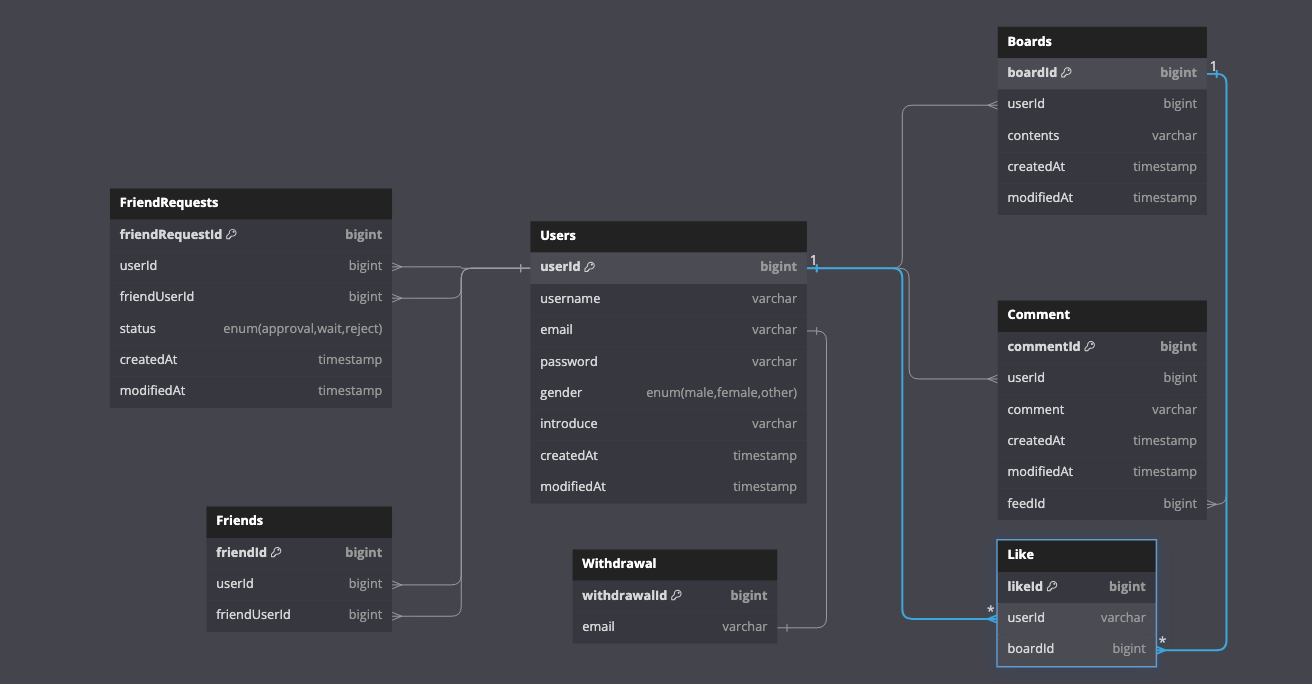 Boards
boardId bigint
1
userId bigint
contents varchar
createdAt timestamp
modifiedAt timestamp
FriendRequests
friendRequestId bigint
userId bigint
friendUserId bigint
status enum(approval,wait,reject)
createdAt timestamp
modifiedAt timestamp
Users
userId bigint
1
username varchar
email varchar
password varchar
gender enum(male,female,other)
introduce varchar
createdAt timestamp
modifiedAt timestamp
Comment
commentId bigint
userId bigint
comment varchar
createdAt timestamp
modifiedAt timestamp
feedId bigint
Friends
friendId bigint
userId bigint
friendUserId bigint
Withdrawal
withdrawalId bigint
email varchar
Like
likeId bigint
*
userId varchar
*
boardId bigint